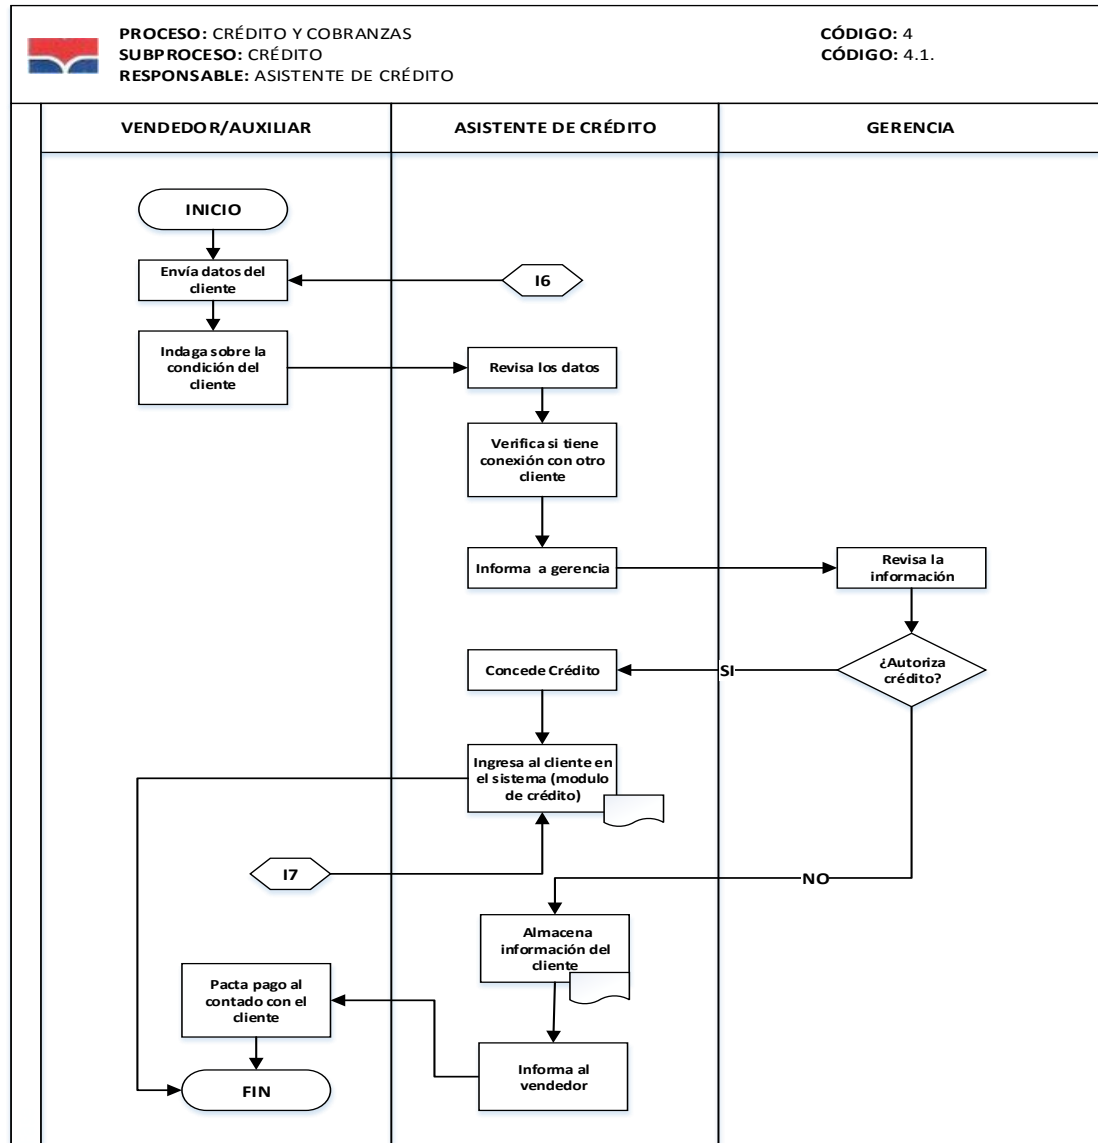 PROCESO: CRÉDITO Y COBRANZAS
CÓDIGO: 4
SUBPROCESO: CRÉDITO
CÓDIGO: 4.1.
RESPONSABLE: ASISTENTE DE CRÉDITO
VENDEDOR/AUXILIAR
ASISTENTE DE CRÉDITO
GERENCIA
INICIO
Envía datos del
cliente
I6
Indaga sobre la
condición del
cliente
Revisa los datos
Verifica si tiene
conexión con otro
cliente
Informa a gerencia
Revisa la
información
¿Autoriza
crédito?
SI
Concede Crédito
Ingresa al cliente en
el sistema (modulo
de crédito)
I7
NO
Almacena
información del
cliente
Pacta pago al
contado con el
cliente
Informa al
vendedor
FIN